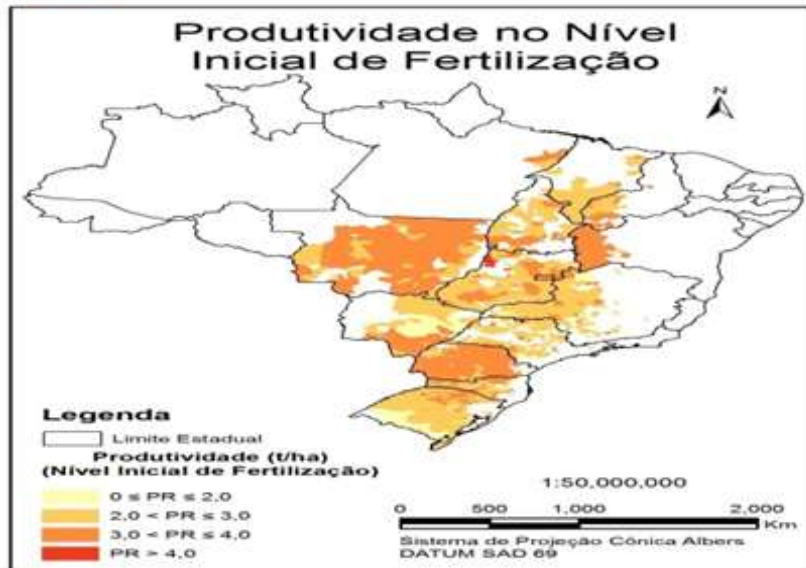 Produtividade no Nível
Inicial de Fertilização
N
Legenda
Limite Estadual
Produtividade (t/ha)
(Nível Inicial de Fertilização)
0 ≤ PR ≤ 2,0
2,0 < PR ≤ 3,0
3,0 < PR ≤ 4,0
PR > 4,0
1:50,000,000
0 500 1,000 2,000
Km
Sistema de Projeção Cônica Albers
DATUM SAD 69